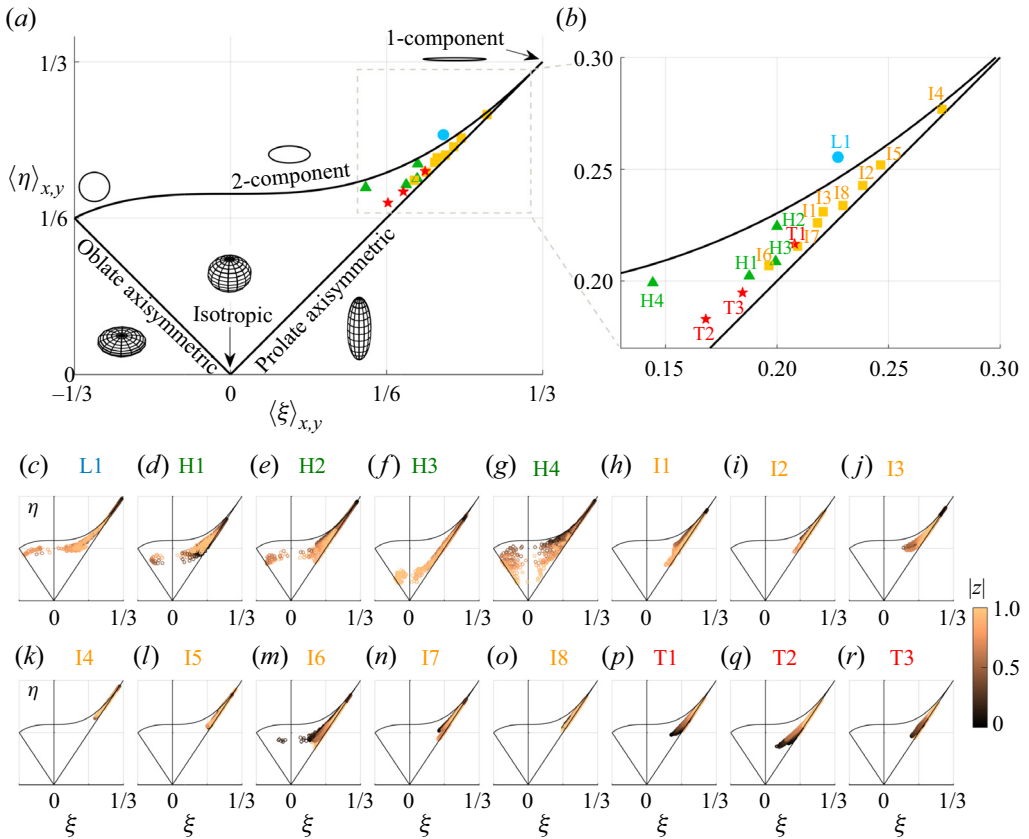 (a)
1-component
1/3
⟨η⟩x,y
2-component
1/6
Oblate axisymmetric
Isotropic
Prolate axisymmetric
0
–1/3
0
1/6
1/3
⟨ξ⟩x,y
(b)
0.30
I4
L1
0.25
I5
I2
I3
I8
I1
H2
T1
I7
H3
I6
0.20
H1
H4
T3
T2
0.15
0.20
0.25
0.30
(c) L1
(d) H1
(e) H2
(f) H3
(g) H4
(h) I1
(i) I2
(j) I3
η
0 1/3 0 1/3 0 1/3 0 1/3 0 1/3 0 1/3 0 1/3 0 1/3
|z|
1.0
0.5
0
(k) I4
(l) I5
(m) I6
(n) I7
(o) I8
(p) T1
(q) T2
(r) T3
η
0 1/3 0 1/3 0 1/3 0 1/3 0 1/3 0 1/3 0 1/3 0 1/3
ξ ξ ξ ξ ξ ξ ξ ξ